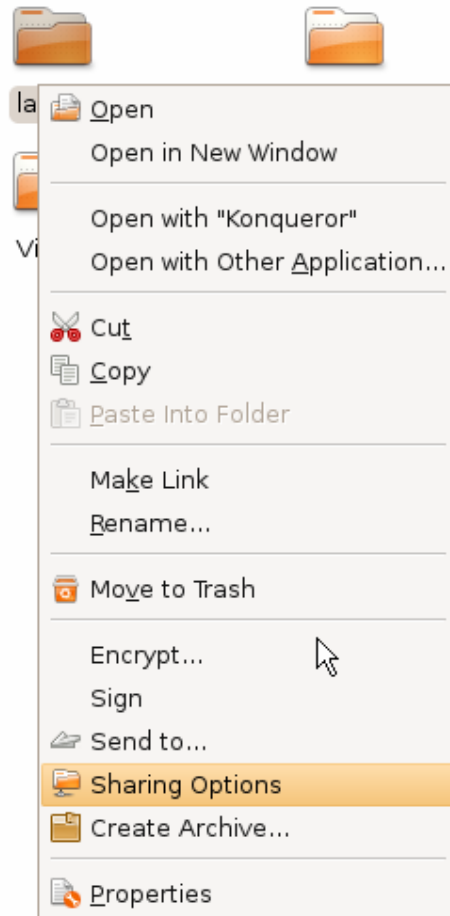 la
Open
Open in New Window
Vi
Open with "Konqueror"
Open with Other Application...
Cut
Copy
Paste Into Folder
Make Link
Rename...
Move to Trash
Encrypt...
Sign
Send to...
Sharing Options
Create Archive...
Properties